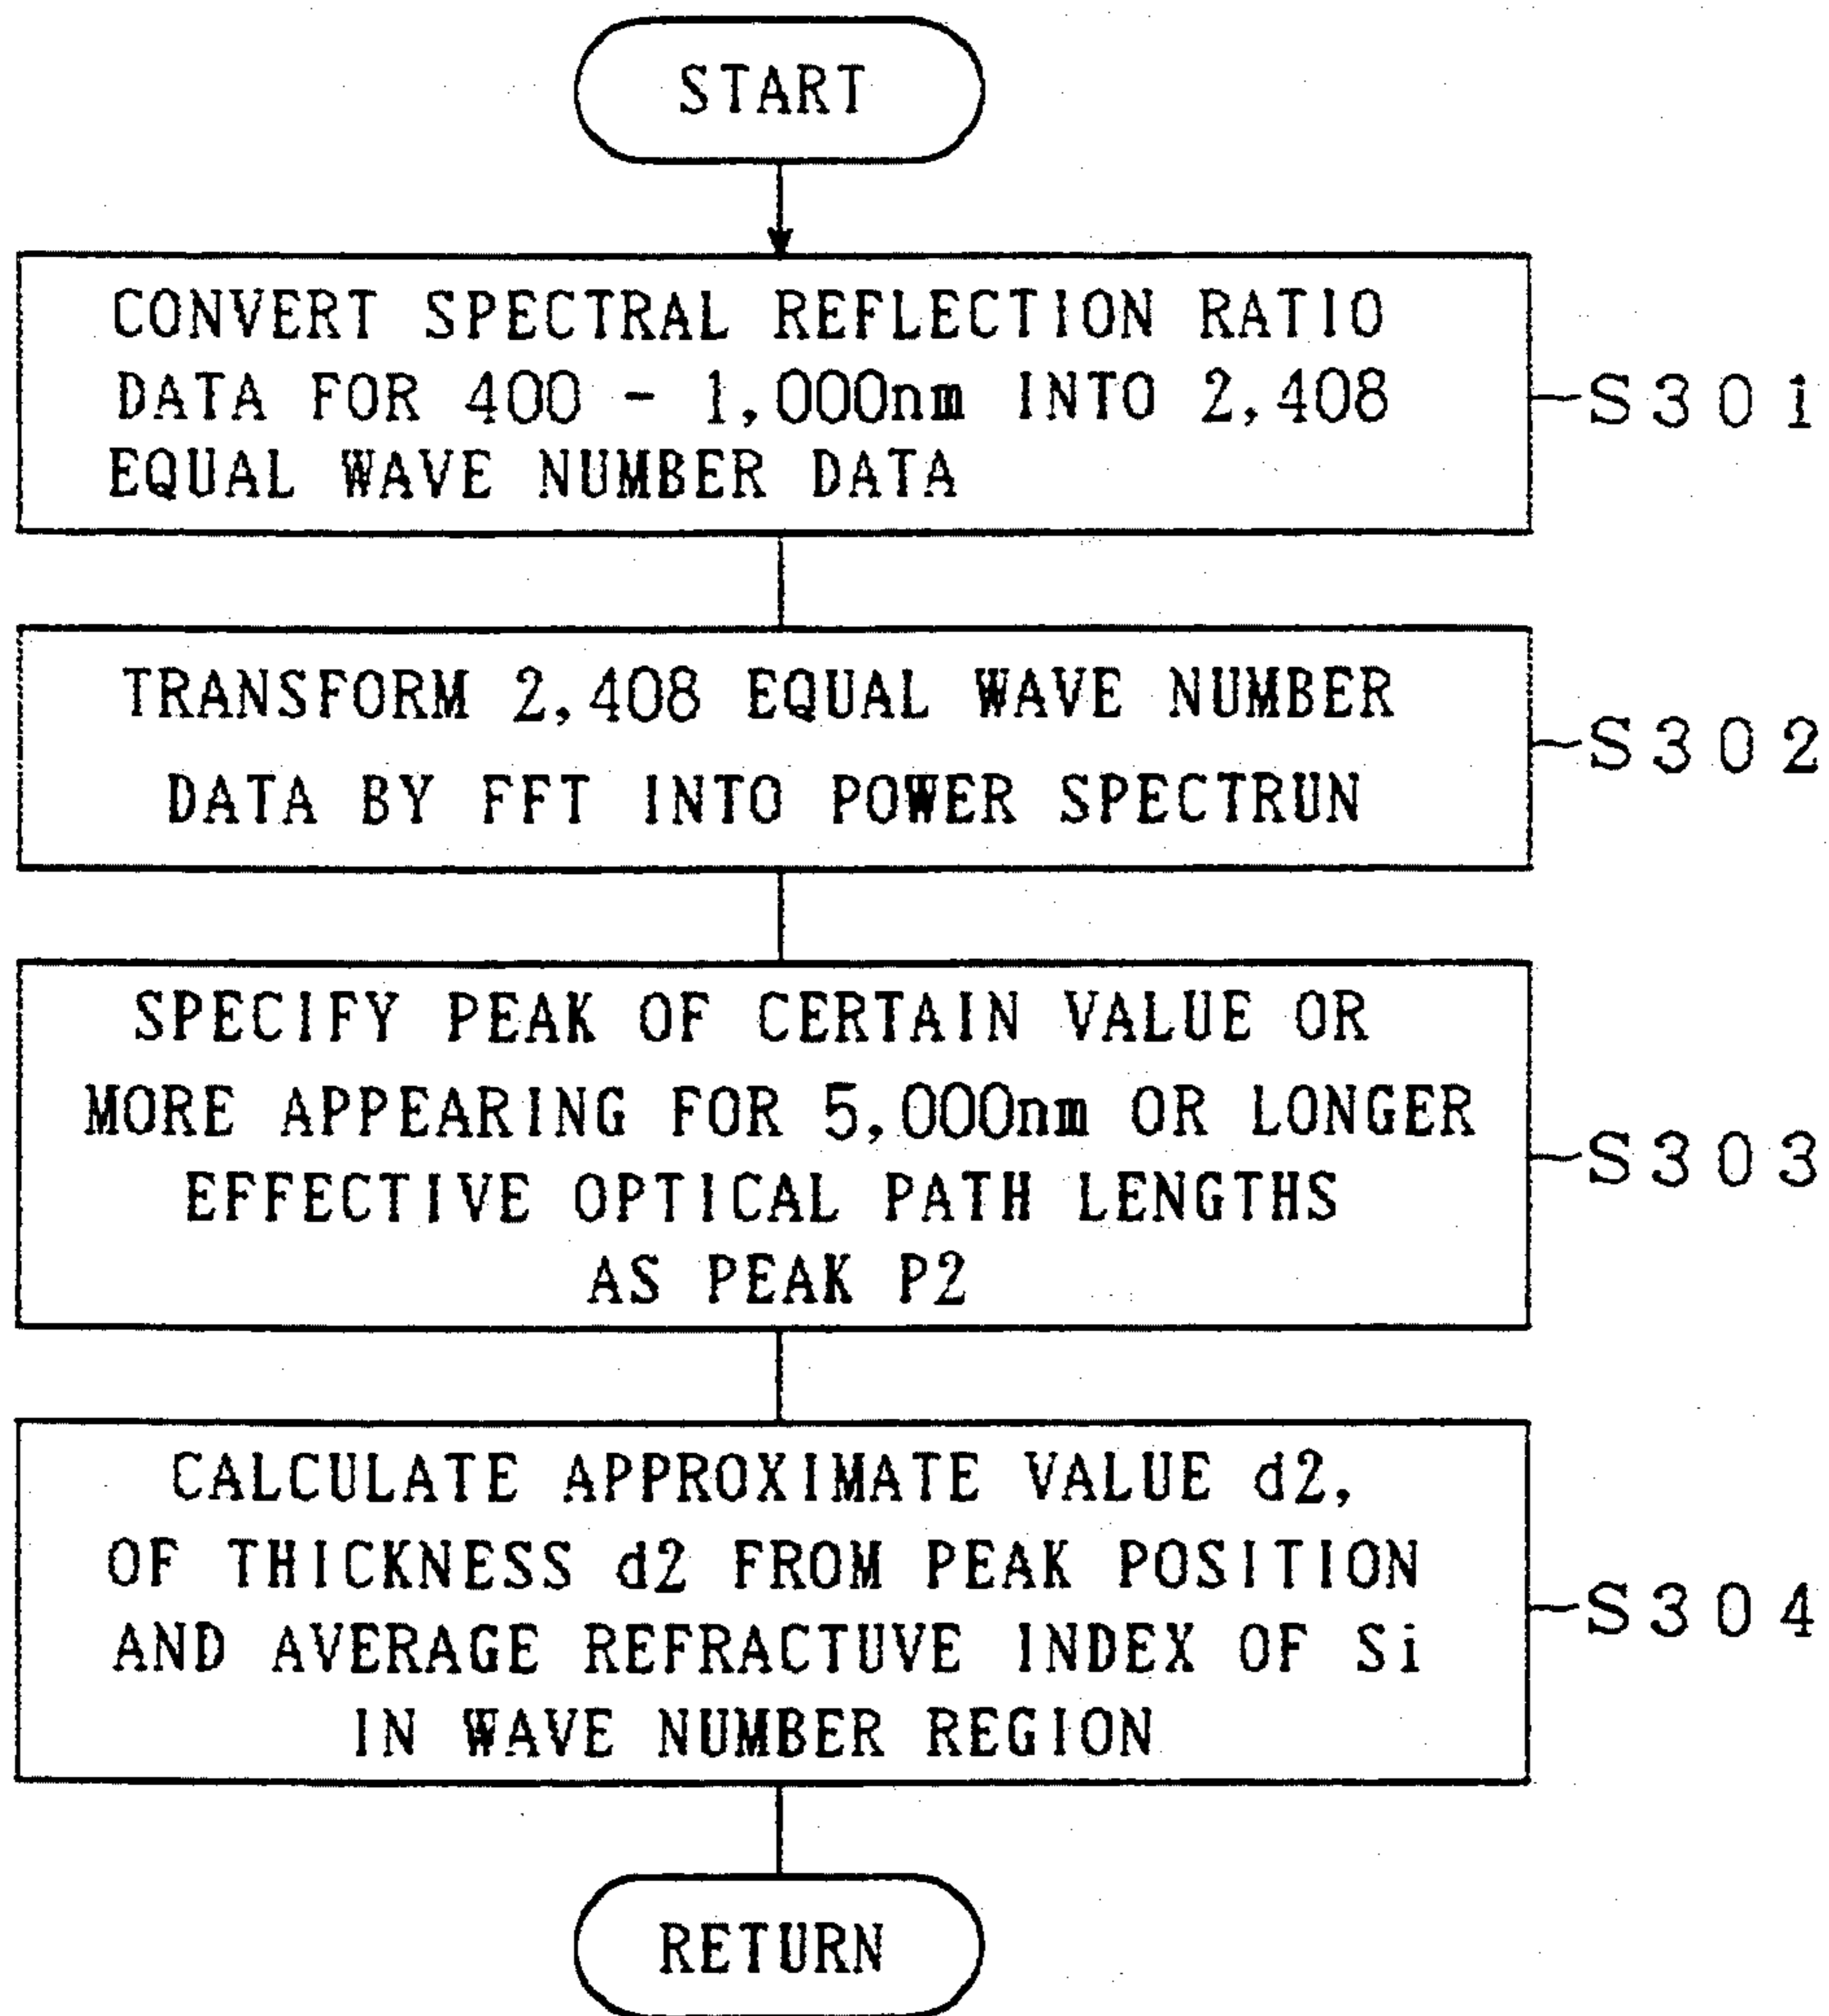 START
CONVERT SPECTRAL REFLECTION RATIO
DATA FOR 400 - 1,000nm INTO 2,408
EQUAL WAVE NUMBER DATA
S301
TRANSFORM 2,408 EQUAL WAVE NUMBER
DATA BY FFT INTO POWER SPECTRUN
S302
SPECIFY PEAK OF CERTAIN VALUE OR
MORE APPEARING FOR 5,000nm OR LONGER
EFFECTIVE OPTICAL PATH LENGTHS
AS PEAK P2
S303
CALCULATE APPROXIMATE VALUE d2,
OF THICKNESS d2 FROM PEAK POSITION
AND AVERAGE REFRACTUVE INDEX OF Si
IN WAVE NUMBER REGION
S304
RETURN